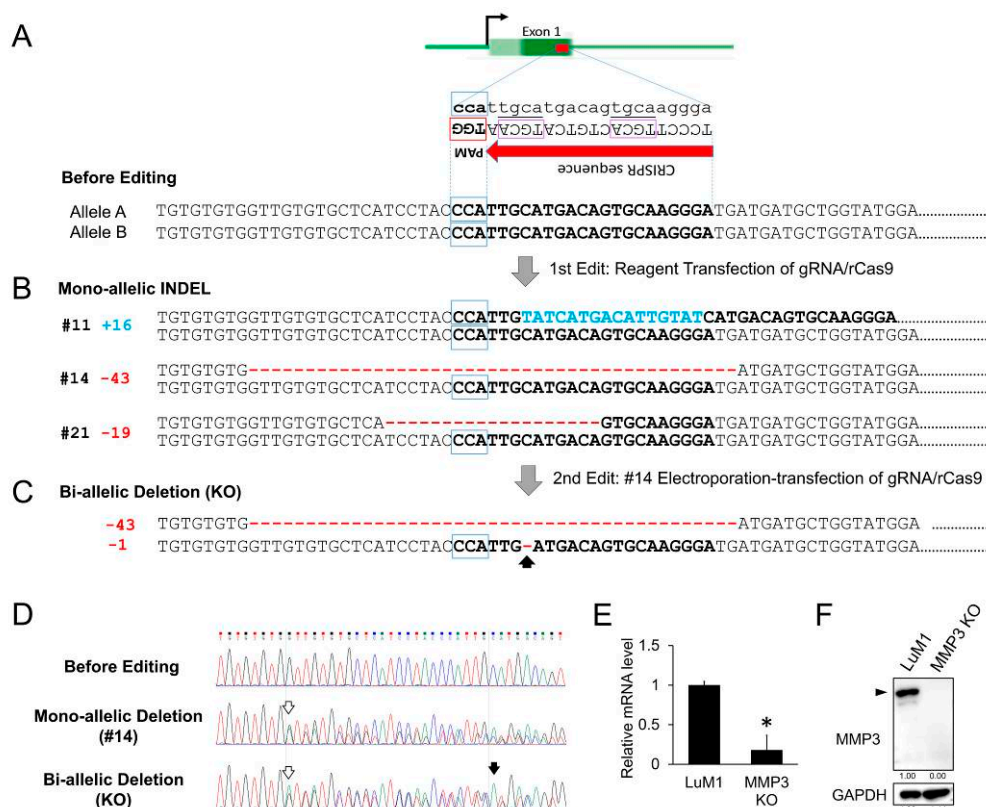 A
Exon 1
ccattgcatgacagtgcaaggga
TCCCTTGCACTGTCATGCAATGG
PAM
CRISPR sequence
Before Editing
Allele A TGTGTGTGGTTGTGTGCTCATCCTACCCATTGCATGACAGTGCAAGGGATGATGATGCTGGTATGGA..................
Allele B TGTGTGTGGTTGTGTGCTCATCCTACCCATTGCATGACAGTGCAAGGGATGATGATGCTGGTATGGA..................
1st Edit: Reagent Transfection of gRNA/rCas9
B
Mono-allelic INDEL
#11 +16 TGTGTGTGGTTGTGTGCTCATCCTACCCATTGTATCATGACATTGTATCATGACAGTGCAAGGGA..................
TGTGTGTGGTTGTGTGCTCATCCTACCCATTGCATGACAGTGCAAGGGATGATGATGCTGGTATGGA..................
#14 -43 TGTGTGTG-------------------------------------------ATGATGCTGGTATGGA..................
TGTGTGTGGTTGTGTGCTCATCCTACCCATTGCATGACAGTGCAAGGGATGATGATGCTGGTATGGA..................
#21 -19 TGTGTGTGGTTGTGTGCTCA-------------------GTGCAAGGGATGATGATGCTGGTATGGA..................
TGTGTGTGGTTGTGTGCTCATCCTACCCATTGCATGACAGTGCAAGGGATGATGATGCTGGTATGGA..................
2nd Edit: #14 Electroporation-transfection of gRNA/rCas9
C
Bi-allelic Deletion (KO)
-43 TGTGTGTG-------------------------------------------ATGATGCTGGTATGGA ..............
-1 TGTGTGTGGTTGTGTGCTCATCCTACCCATTG-ATGACAGTGCAAGGGATGATGATGCTGGTATGGA..................
D
Before Editing
Mono-allelic Deletion
(#14)
Bi-allelic Deletion
(KO)
E
Relative mRNA level
1.5
1
0.5
0
*
LuM1
MMP3
KO
F
LuM1
MMP3 KO
MMP3
1.00 0.00
GAPDH